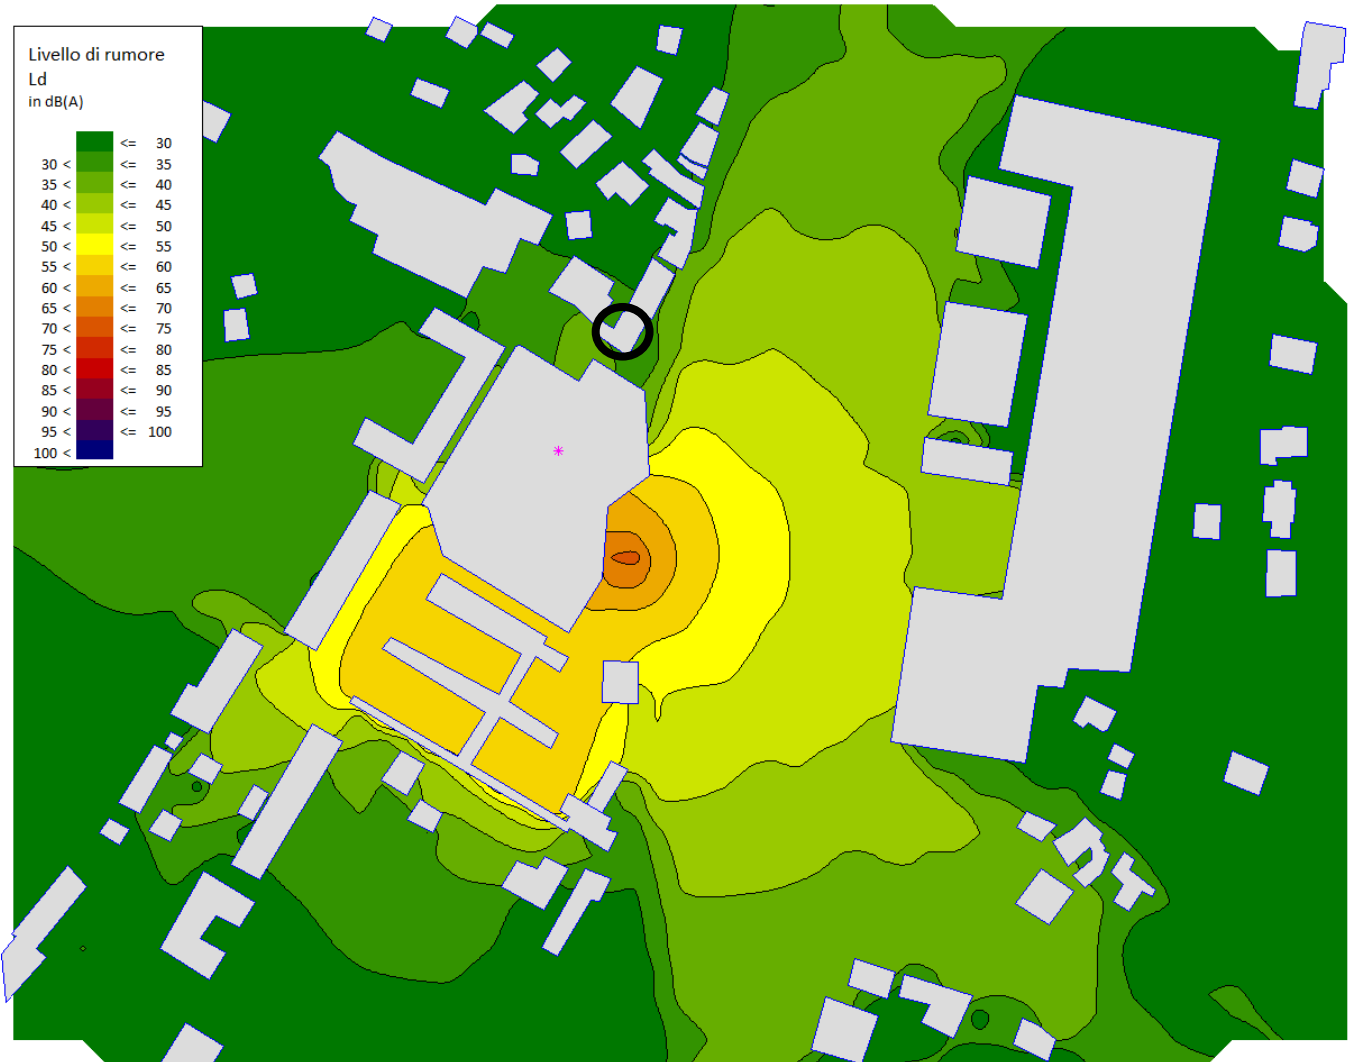 Livello di rumore
Ld
in dB(A)
<= 30
30 < <= 35
35 < <= 40
40 < <= 45
45 < <= 50
50 < <= 55
55 < <= 60
60 < <= 65
65 < <= 70
70 < <= 75
75 < <= 80
80 < <= 85
85 < <= 90
90 < <= 95
95 < <= 100
100 <